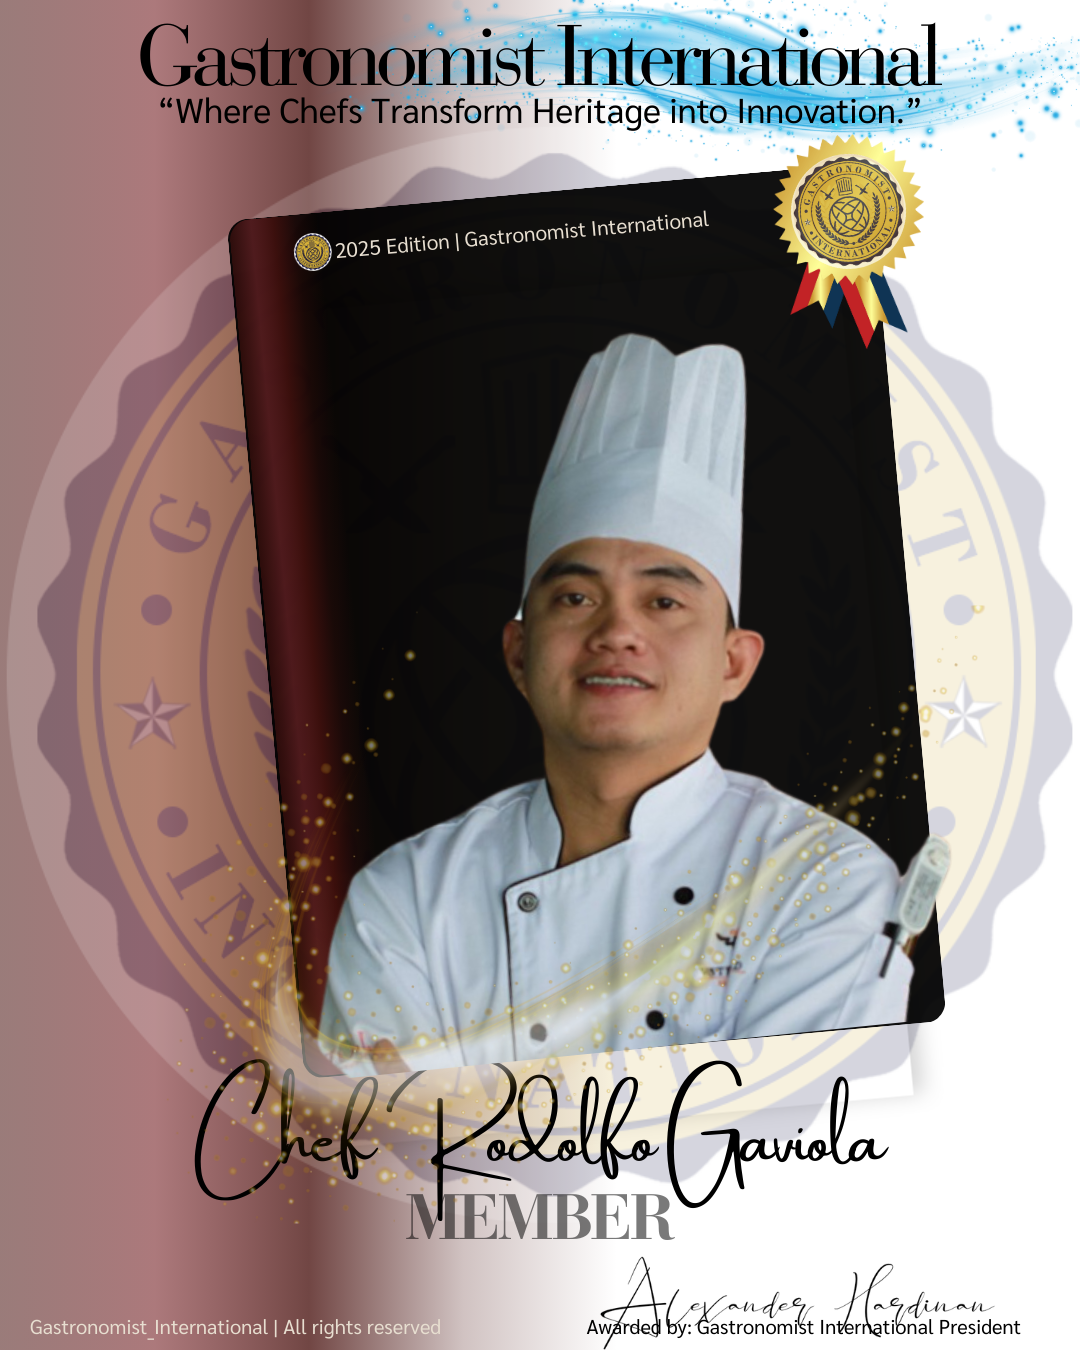 Gastronomist International
“Where Chefs Transform Heritage into Innovation.”
GASTRONOMIST
INTERNATIONAL
2025 Edition | Gastronomist International
Chef Rodolfo Gaviola
MEMBER
Alexander Hardinan
Awarded by: Gastronomist International President
Gastronomist_International | All rights reserved